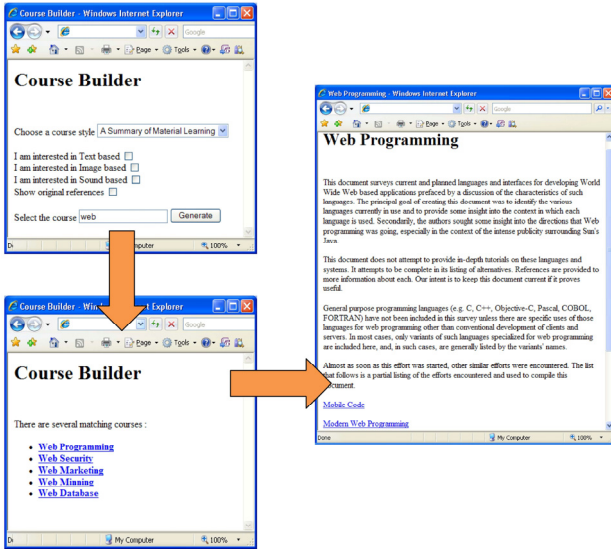 Course Builder - Windows Internet Explorer
Google
Page Tools
Course Builder
Choose a course style A Summary of Material Learning
I am interested in Text based
I am interested in Image based
I am interested in Sound based
Show original references
Select the course web Generate
Computer 100%
Course Builder - Win t Explorer
Google
Page Tools
Course Builder
There are several matching courses :
Web Programming
Web Security
Web Marketing
Web Minning
Web Database
My Computer 100%
Web Programming - Windows Internet Explorer
Google
Page Tools
Web Programming
This document surveys current and planned languages and interfaces for developing World
Wide Web based applications prefaced by a discussion of the characteristics of such
languages. The principal goal of creating this document was to identify the various
languages currently in use and to provide some insight into the context in which each
language is used. Secondarily, the authors sought some insight into the directions that Web
programming was going, especially in the context of the intense publicity surrounding Sun's
Java
This document does not attempt to provide in-depth tutorials on these languages and
systems. It attempts to be complete in its listing of alternatives. References are provided to
more information about each. Our intent is to keep this document current if it proves
useful.
General purpose programming languages (e.g. C, C++, Objective-C, Pascal, COBOL,
FORTRAN) have not been included in this survey unless there are specific uses of those
languages for web programming other than conventional development of clients and
servers. In most cases, only variants of such languages specialized for web programming
are included here, and, in such cases, are generally listed by the variants' names.
Almost as soon as this effort was started, other similar efforts were encountered. The list
that follows is a partial listing of the efforts encountered and used to compile this
document.
Mobile Code
Modern Web Programming
Done My Computer 100%